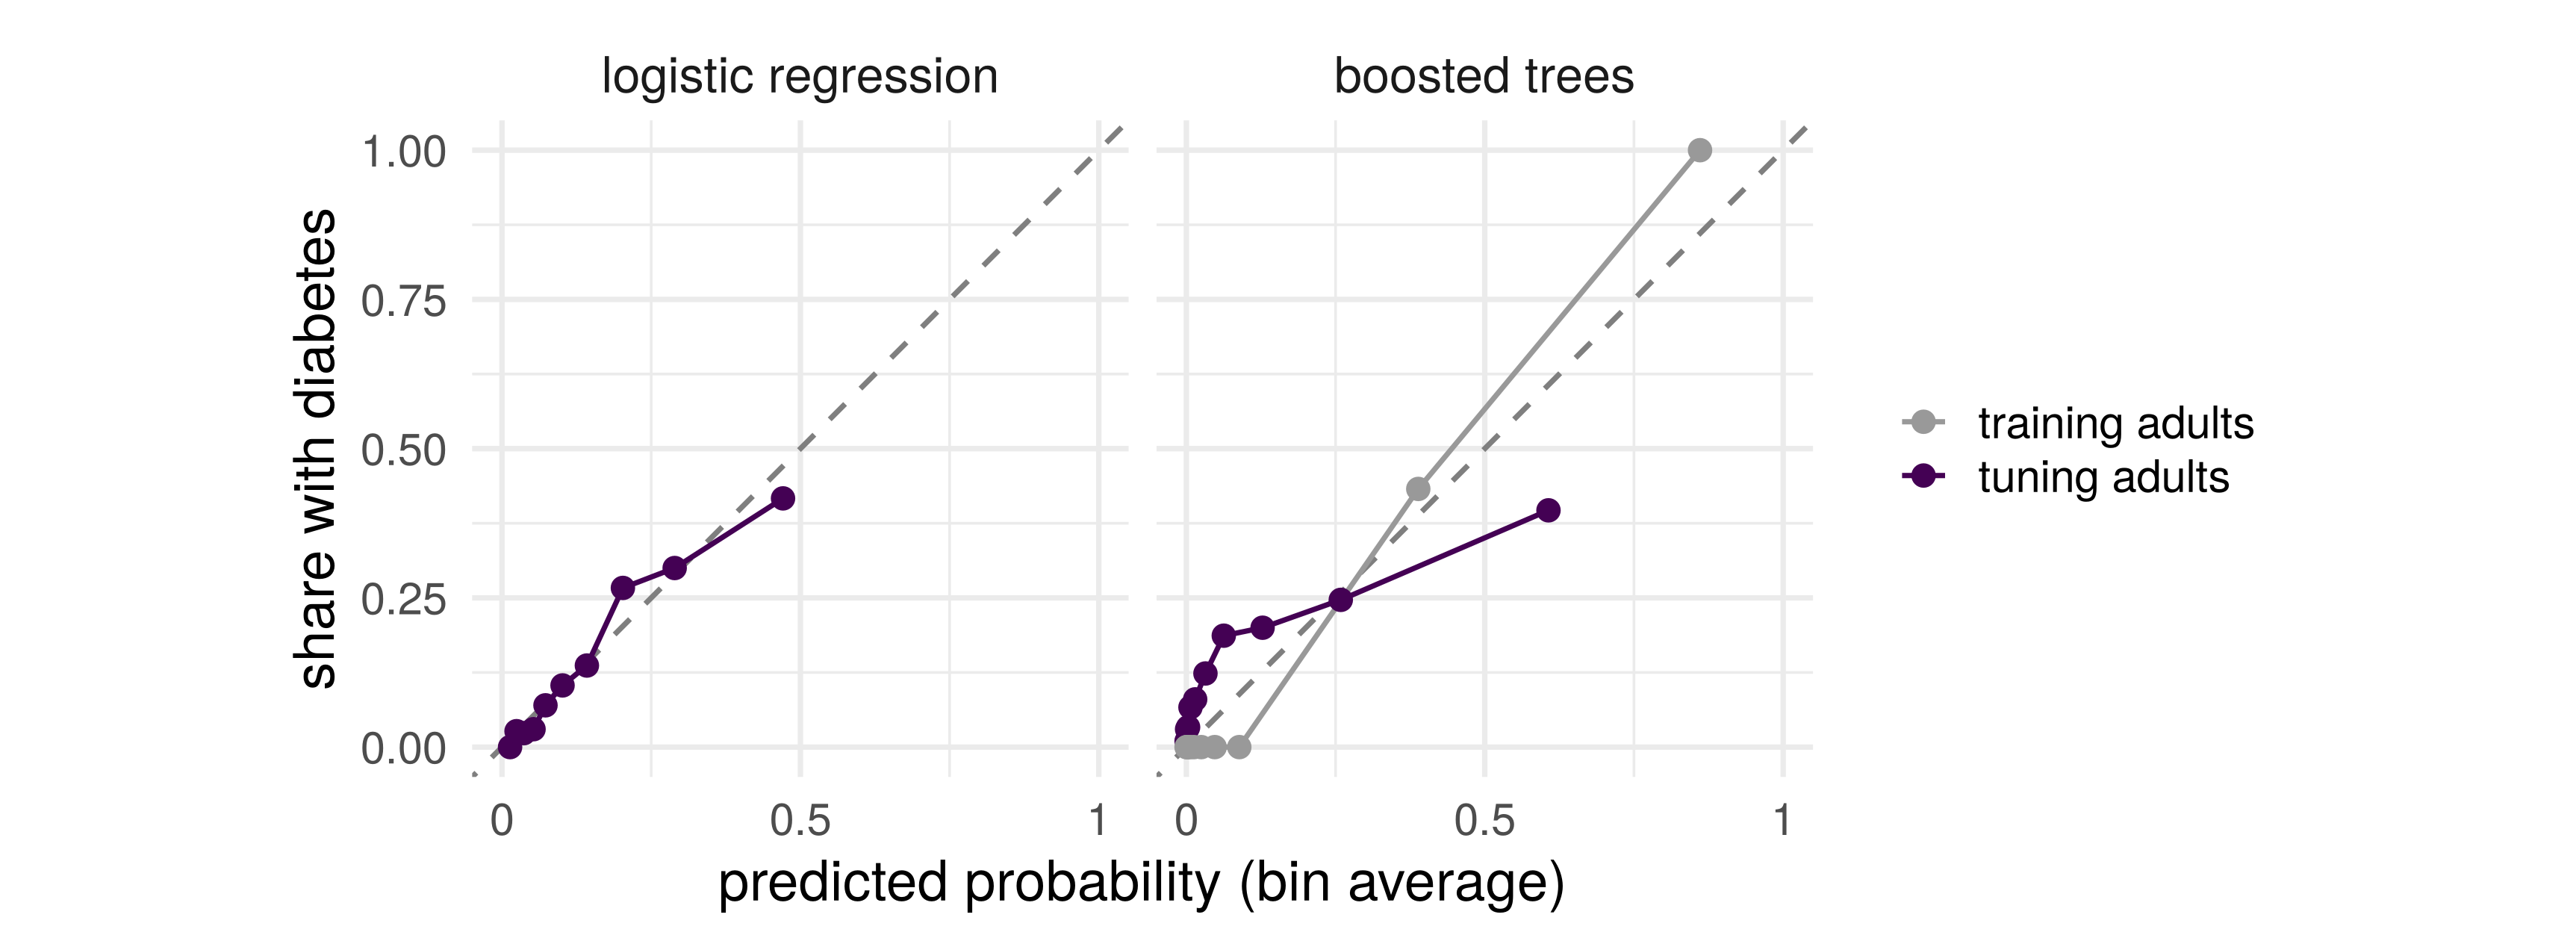 logistic regression
boosted trees
share with diabetes
1.00
0.75
0.50
0.25
0.00
0
0.5
1
0
0.5
1
predicted probability (bin average)
training adults
tuning adults